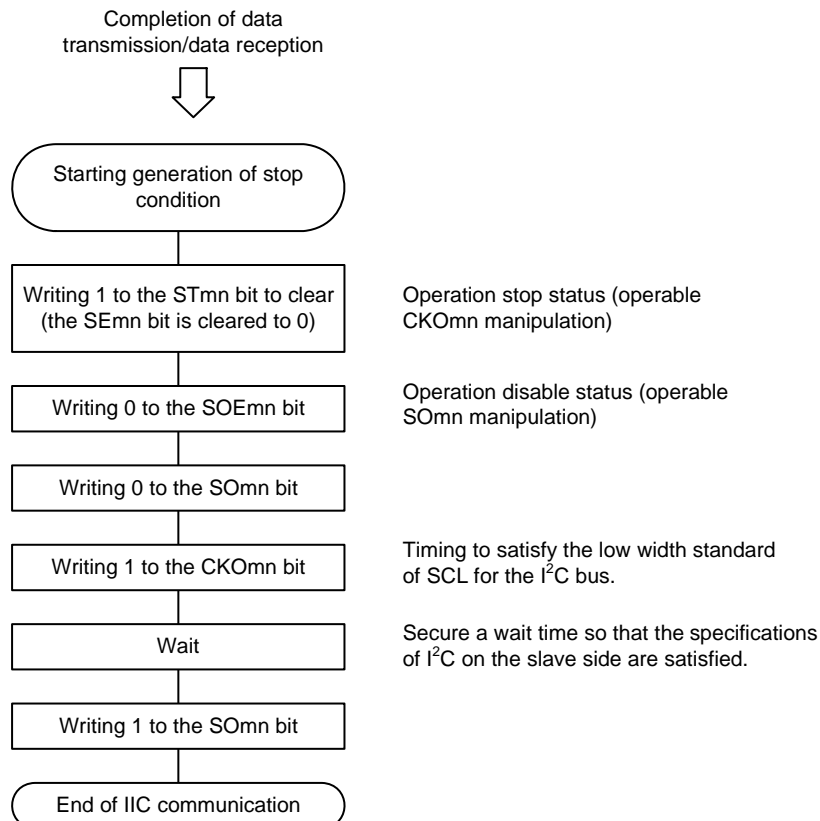 Completion of data
transmission/data reception
Starting generation of stop
condition
Writing 1 to the STmn bit to clear
(the SEmn bit is cleared to 0)
Operation stop status (operable
CKOmn manipulation)
Writing 0 to the SOEmn bit
Operation disable status (operable
SOmn manipulation)
Writing 0 to the SOmn bit
Writing 1 to the CKOmn bit
Timing to satisfy the low width standard
of SCL for the I²C bus.
Wait
Secure a wait time so that the specifications
of I²C on the slave side are satisfied.
Writing 1 to the SOmn bit
End of IIC communication